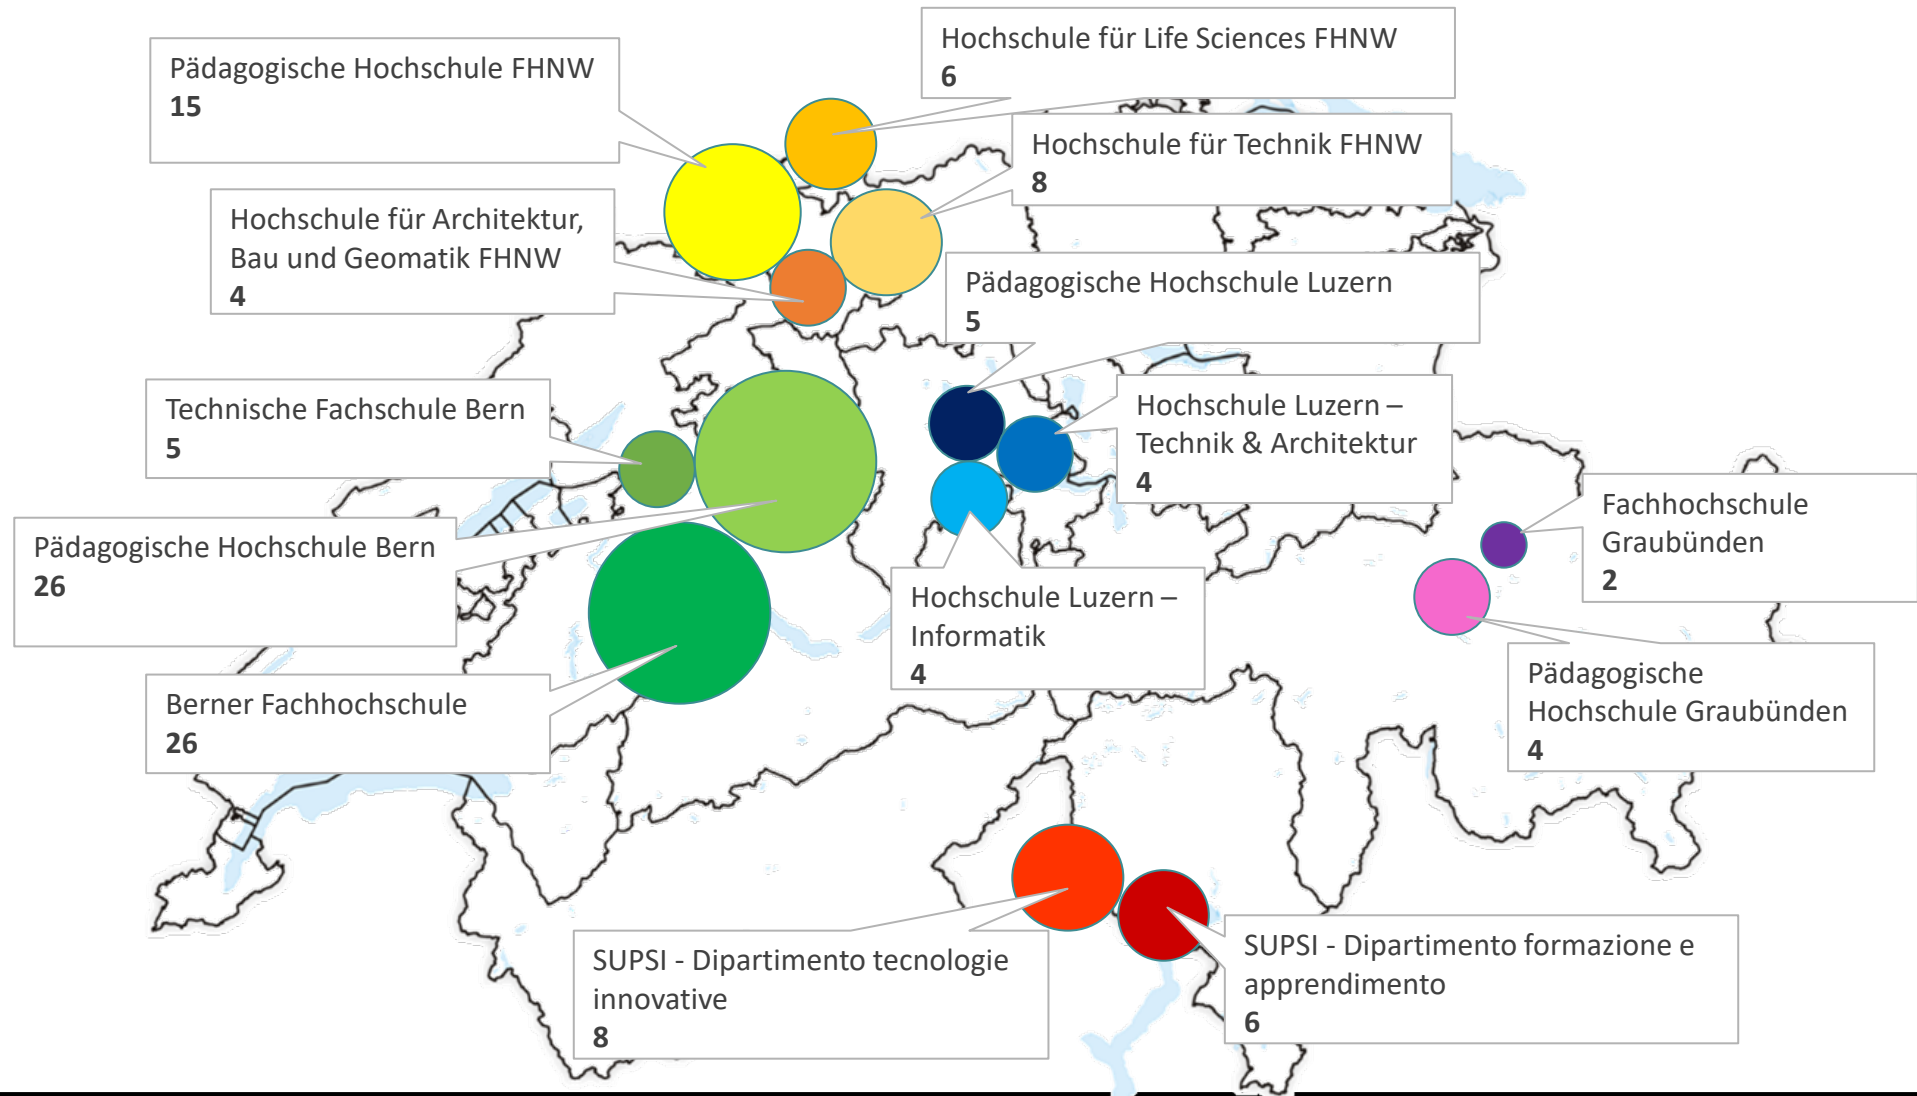 Hochschule für Life Sciences FHNW
6
Pädagogische Hochschule FHNW
15
Hochschule für Technik FHNW
8
Hochschule für Architektur,
Bau und Geomatik FHNW
4
Pädagogische Hochschule Luzern
5
Technische Fachschule Bern
5
Hochschule Luzern –
Technik & Architektur
4
Fachhochschule
Graubünden
2
Pädagogische Hochschule Bern
26
Hochschule Luzern –
Informatik
4
Pädagogische
Hochschule Graubünden
4
Berner Fachhochschule
26
SUPSI - Dipartimento tecnologie
innovative
8
SUPSI - Dipartimento formazione e
apprendimento
6